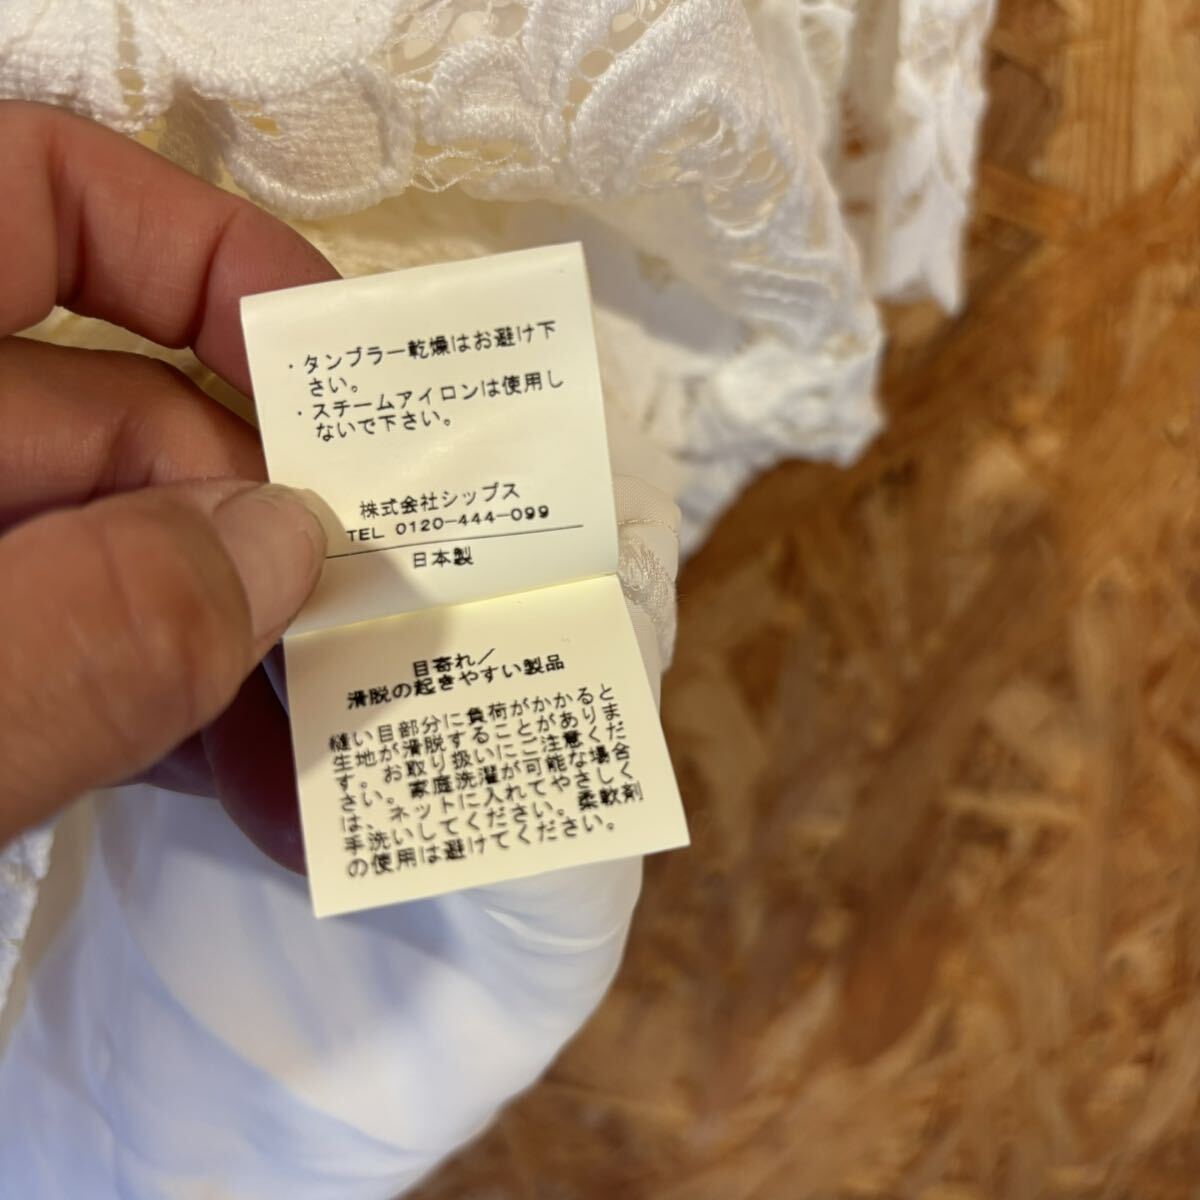 ・タンブラー乾燥はお避け下
さい。
・スチームアイロンは使用し
ないで下さい。
株式会社シップス
TEL 0120-444-099
日本製
目寄れ／
滑脱の起きやすい製品
縫い目部分に負荷がかかると
生地が滑脱することがありま
す。お取り扱いにご注意くだ
さい。家庭洗濯が可能な場合
は、ネットに入れてやさしく
手洗いしてください。柔軟剤
の使用は避けてください。